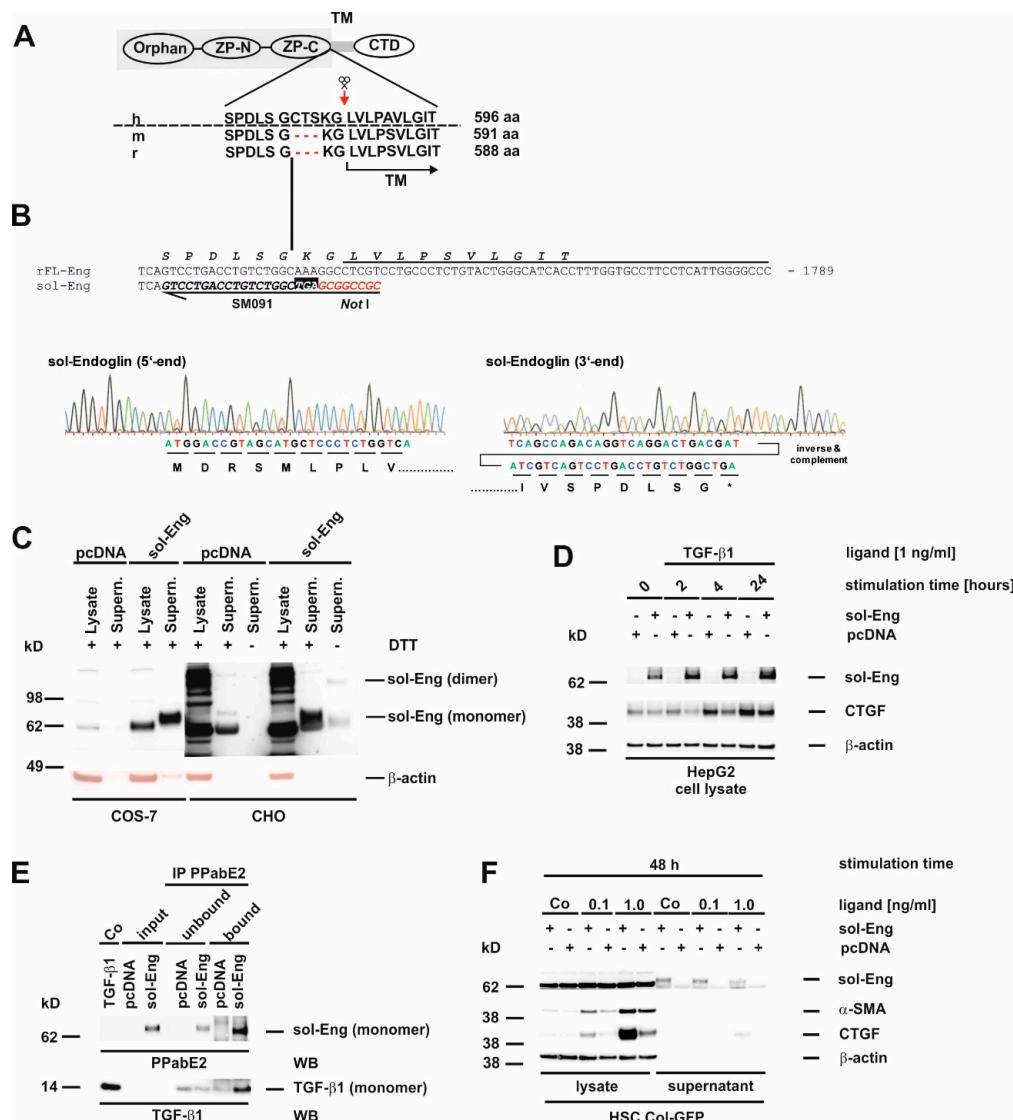 A
TM
Orphan ZP-N ZP-C CTD
h SPDLS GCTSKG LVLPAVLGIT 596 aa
m SPDLS G - - - KG LVLPSVLGIT 591 aa
r SPDLS G - - - KG LVLPSVLGIT 588 aa
TM
B
S P D L S G K G L V L P S V L G I T
rFL-Eng TCAGTCCTGACCTGTCTGGCAAAGGCCTCGTCCTGCCCTCTGTACTGGGCATCACCTTTGGTGCCTTCCTCATTGGGGCCC - 1789
sol-Eng TCAGTCCTGACCTGTCTGGCTGAGCGGCCGC
SM091 Not I
sol-Endoglin (5'-end) sol-Endoglin (3'-end)
ATGGACCGTAGCATGCTCCCTCTGGTCA TCAGCCAGACAGGTCAGGACTGACGAT
inverse &
complement
ATCGTCAGTCCTGACCTGTCTGGCTGA
M D R S M L P L V ............... ............. I V S P D L S G *
C
pcDNA sol-Eng pcDNA sol-Eng
Lysate Supern. Lysate Supern. Lysate Supern. Supern. Lysate Supern. Supern.
kD + + + + + + - + + - DTT
sol-Eng (dimer)
98
62 sol-Eng (monomer)
49
β-actin
COS-7 CHO
D
TGF-β1 ligand [1 ng/ml]
0 2 4 24 stimulation time [hours]
- + - + - + - + sol-Eng
kD + - + - + - + - pcDNA
62 sol-Eng
38 CTGF
38 β-actin
HepG2
cell lysate
E
IP PPabE2
Co input unbound bound
TGF-β1 pcDNA sol-Eng pcDNA sol-Eng pcDNA sol-Eng
kD
62 sol-Eng (monomer)
PPabE2 WB
14 TGF-β1 (monomer)
TGF-β1 WB
F
48 h stimulation time
Co 0.1 1.0 Co 0.1 1.0 ligand [ng/ml]
+ - + - + - + - + - + - sol-Eng
kD - + - + - + - + - + - + pcDNA
62 sol-Eng
38 α-SMA
38 CTGF
38 β-actin
lysate supernatant
HSC Col-GFP